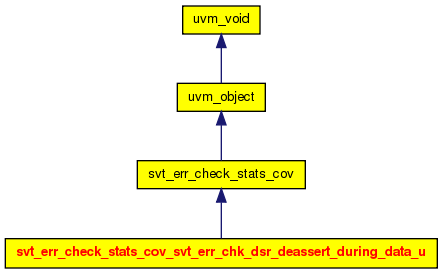 uvm_void
uvm_object
svt_err_check_stats_cov
svt_err_check_stats_cov_svt_err_chk_dsr_deassert_during_data_u